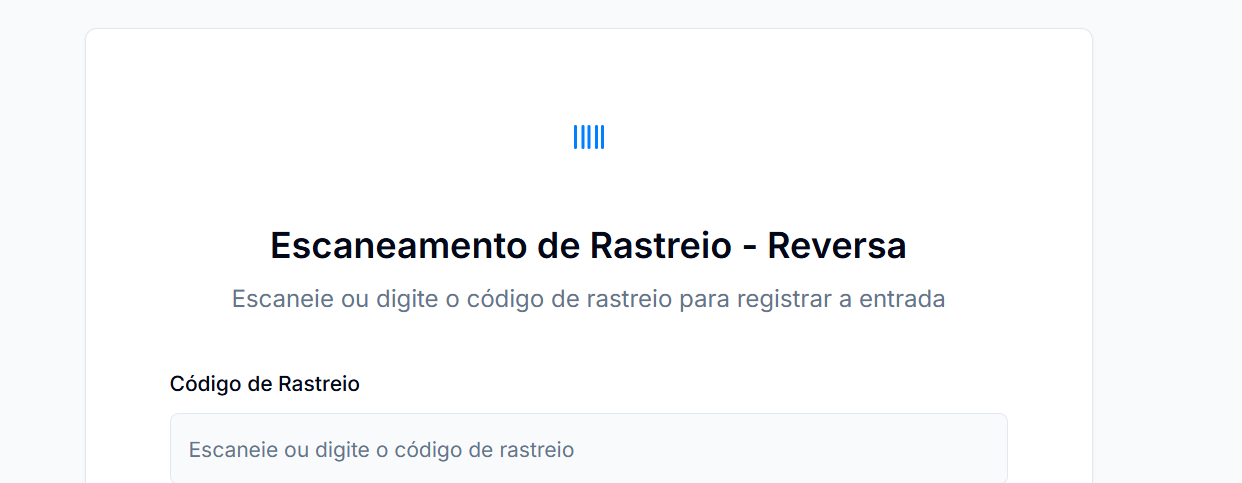 Escaneamento de Rastreio - Reversa
Escaneie ou digite o código de rastreio para registrar a entrada
Código de Rastreio
Escaneie ou digite o código de rastreio